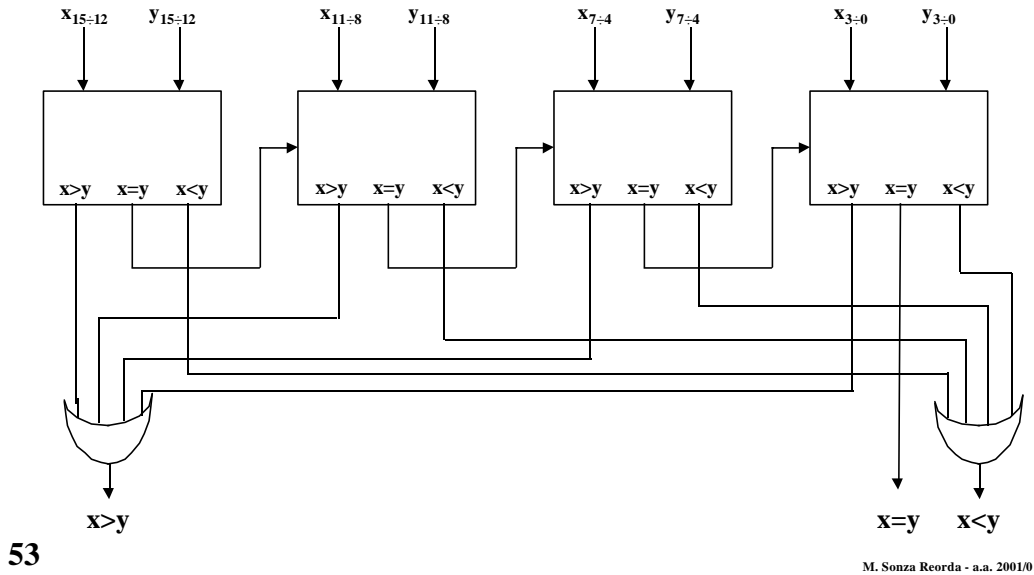 x15÷12 y15÷12 x11÷8 y11÷8 x7÷4 y7÷4 x3÷0 y3÷0
x>y x=y x<y x>y x=y x<y x>y x=y x<y x>y x=y x<y
x>y x=y x<y
53
M. Sonza Reorda - a.a. 2001/0